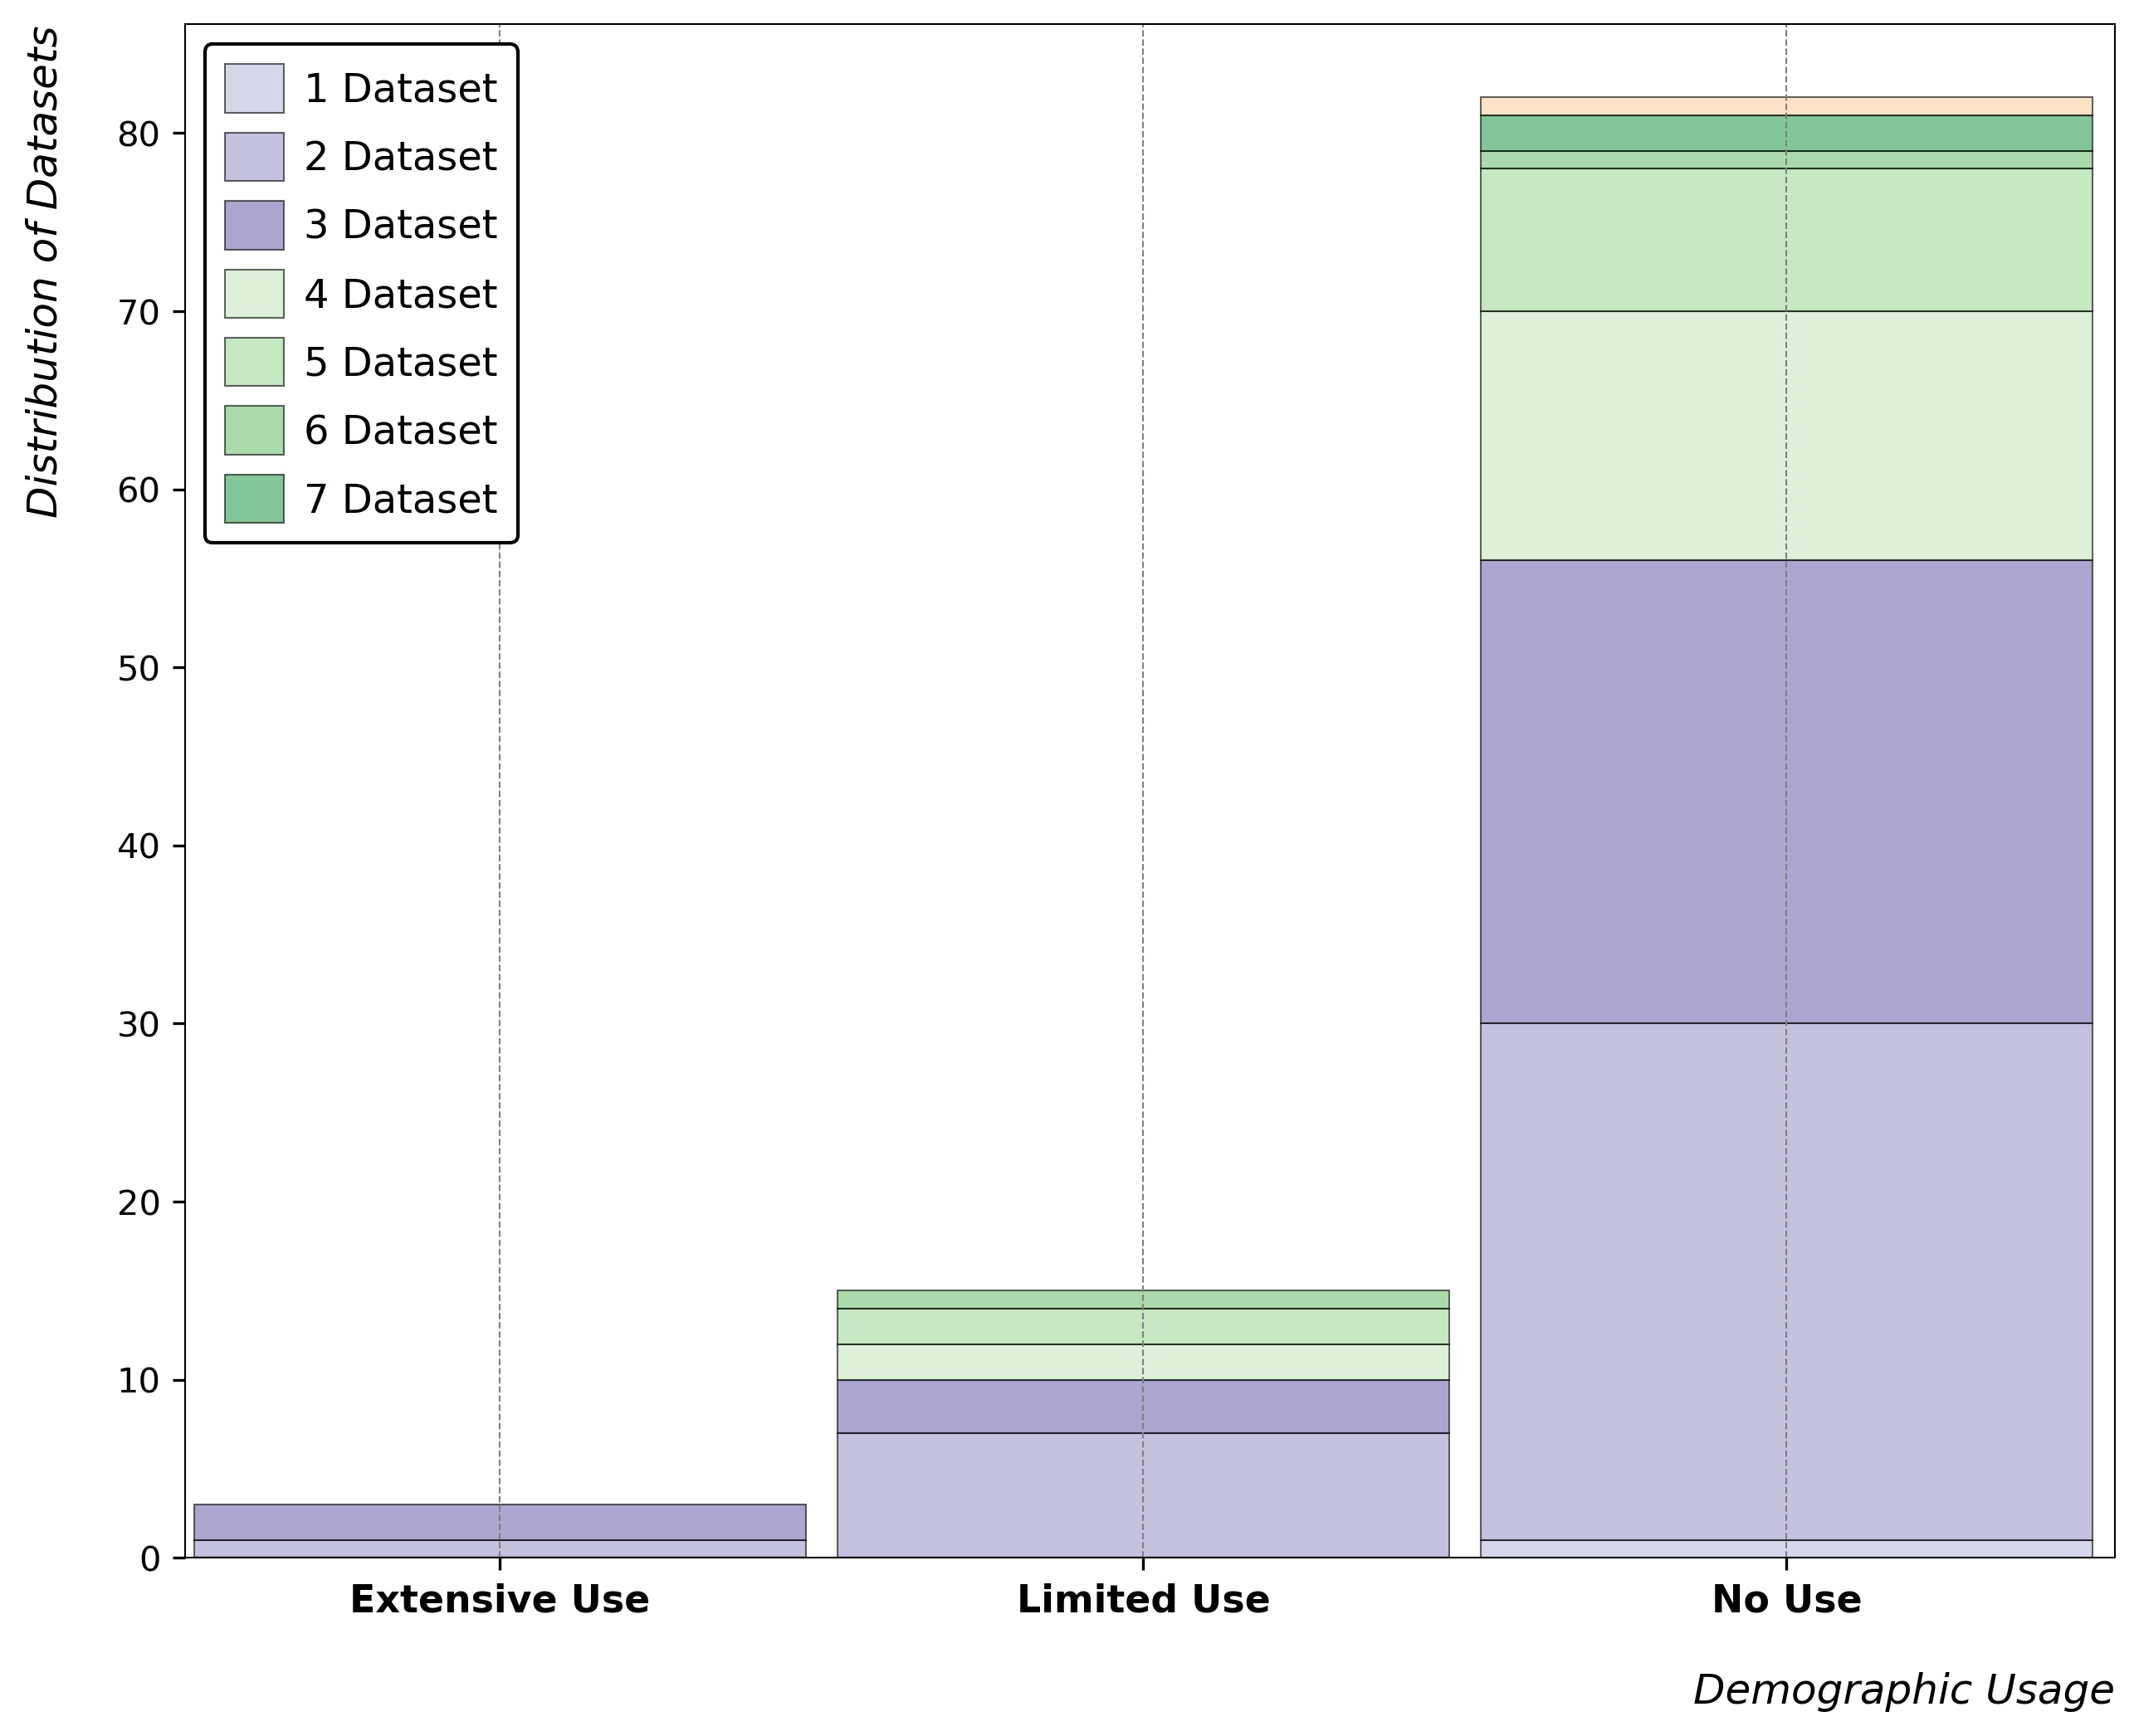 Distribution of Datasets
80
70
60
50
40
30
20
10
0
1 Dataset
2 Dataset
3 Dataset
4 Dataset
5 Dataset
6 Dataset
7 Dataset
Extensive Use
Limited Use
No Use
Demographic Usage